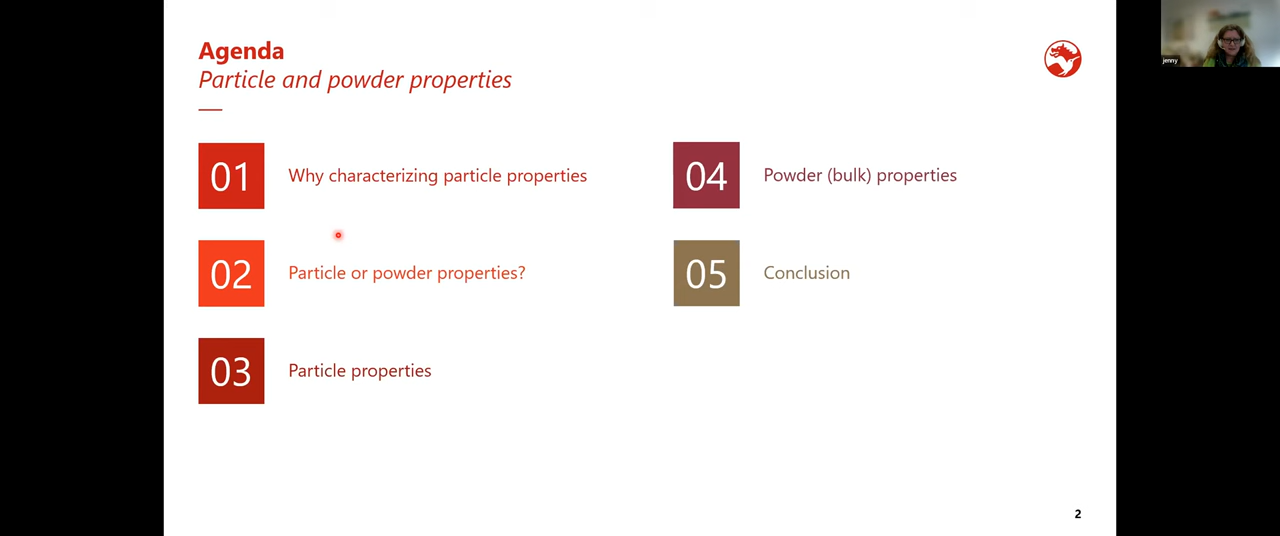 Agenda
Particle and powder properties
01
Why characterizing particle properties
02
Particle or powder properties?
03
Particle properties
04
Powder (bulk) properties
05
Conclusion
2
jenny